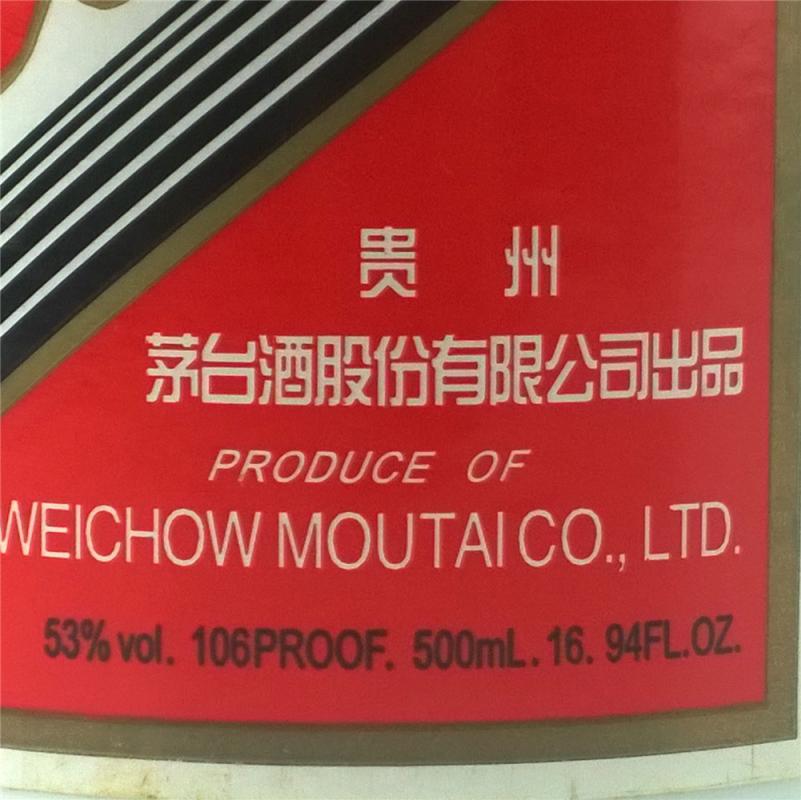 贵 州
茅台酒股份有限公司出品
PRODUCE OF
WEICHOW MOUTAI CO., LTD.
53% vol. 106PROOF. 500mL. 16. 94FL.OZ.